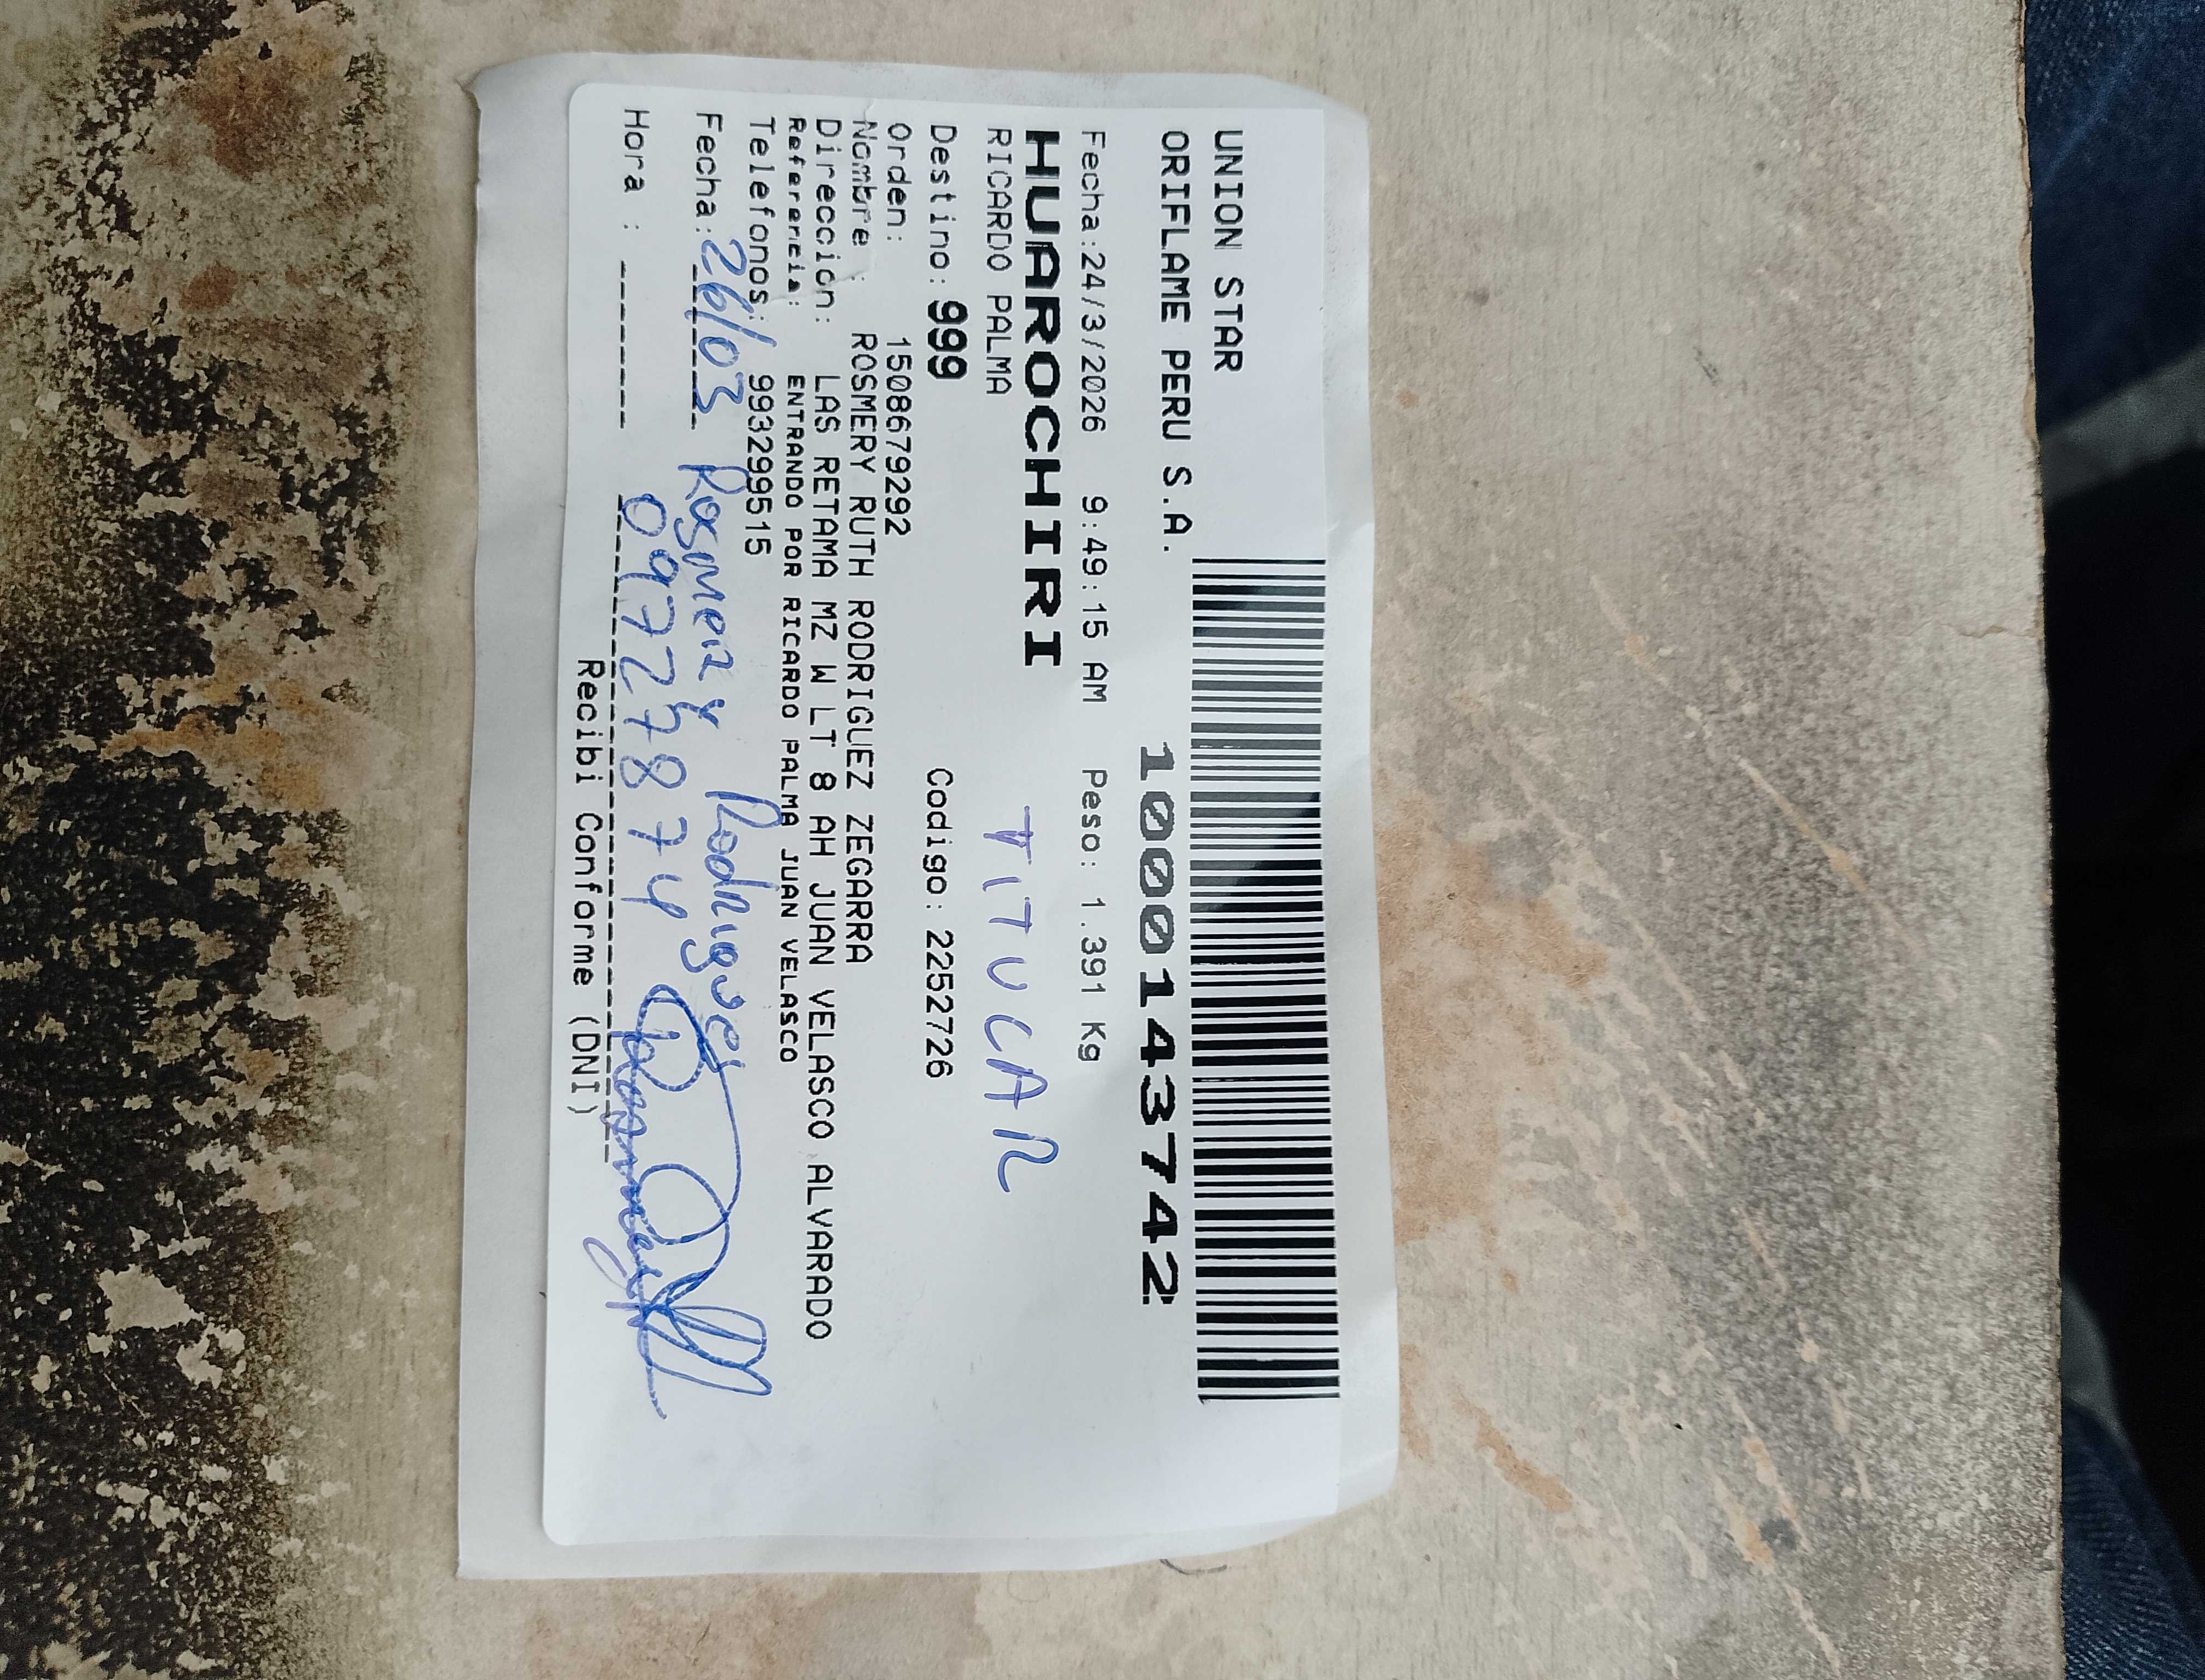 UNION STAR
ORIFLAME PERU S.A.
10001437742
Fecha:24/3/2026 9:49:15 AM Peso: 1.391 Kg
HUAROCHIRI
RICARDO PALMA
TITUCAR
Destino: 999 Codigo: 2252726
Orden: 1508679292
Nombre : ROSMERY RUTH RODRIGUEZ ZEGARRA
Direccion: LAS RETAMA MZ W LT 8 AH JUAN VELASCO ALVARADO
Referencia: ENTRANDO POR RICARDO PALMA JUAN VELASCO
Telefonos: 993299515
Fecha: 26/03 Rosmery Rodriguez
Hora : 09727874
Recibi Conforme (DNI)